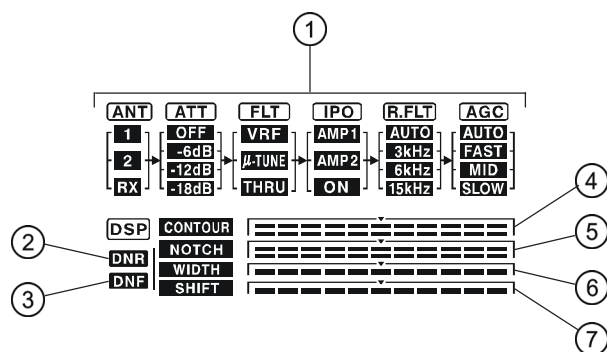 1
ANT ATT FLT IPO R.FLT AGC
1 OFF VRF AMP1 AUTO AUTO
-6dB 3kHz FAST
2 μ-TUNE AMP2
-12dB 6kHz MID
RX -18dB THRU ON 15kHz SLOW
DSP CONTOUR 4
2 DNR NOTCH 5
WIDTH 6
3 DNF
SHIFT 7